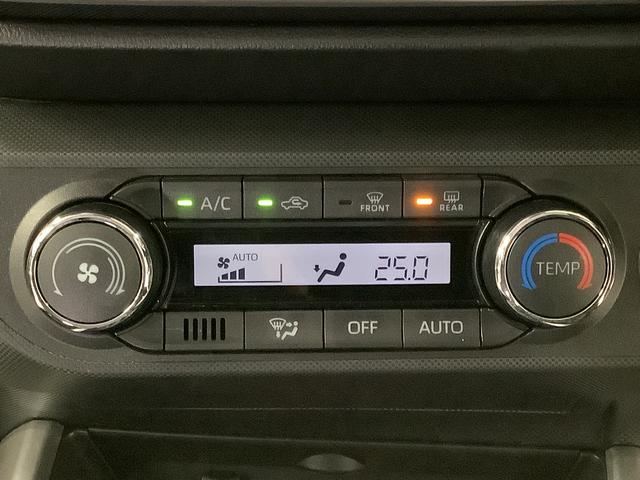 A/C
FRONT
REAR
AUTO
25.0
TEMP
OFF
AUTO